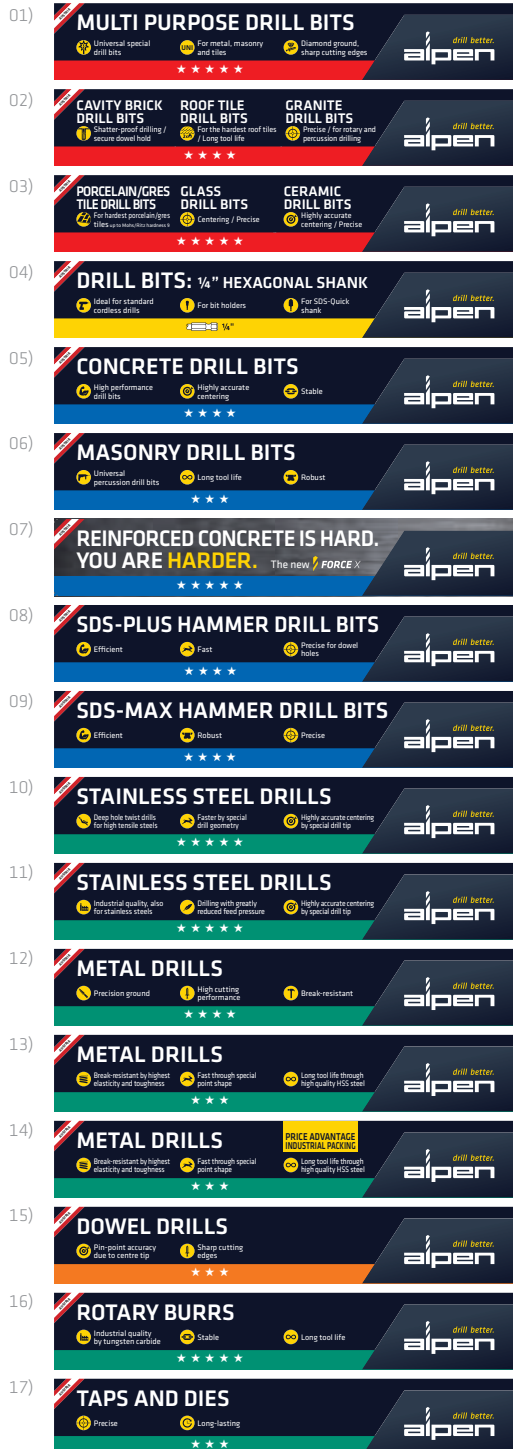 01)
MULTI PURPOSE DRILL BITS
Universal special
drill bits
UNI
For metal, masonry
and tiles
Diamond ground,
sharp cutting edges
★ ★ ★ ★ ★
drill better.
alpen
02)
CAVITY BRICK
DRILL BITS
Shatter-proof drilling /
secure dowel hold
ROOF TILE
DRILL BITS
For the hardest roof tiles
/ Long tool life
GRANITE
DRILL BITS
Precise / for rotary and
percussion drilling
★ ★ ★ ★
drill better.
alpen
03)
PORCELAIN/GRES
TILE DRILL BITS
For hardest porcelain/gres
tiles up to Mohs/Ritz hardness 9
GLASS
DRILL BITS
Centering / Precise
CERAMIC
DRILL BITS
Highly accurate
centering / Precise
★ ★ ★ ★ ★
drill better.
alpen
04)
DRILL BITS: ¼” HEXAGONAL SHANK
Ideal for standard
cordless drills
For bit holders
For SDS-Quick
shank
¼”
drill better.
alpen
05)
CONCRETE DRILL BITS
High performance
drill bits
Highly accurate
centering
Stable
★ ★ ★ ★
drill better.
alpen
06)
MASONRY DRILL BITS
Universal
percussion drill bits
Long tool life
Robust
★ ★ ★
drill better.
alpen
07)
REINFORCED CONCRETE IS HARD.
YOU ARE HARDER. The new FORCE X
★ ★ ★ ★ ★
drill better.
alpen
08)
SDS-PLUS HAMMER DRILL BITS
Efficient
Fast
Precise for dowel
holes
★ ★ ★ ★
drill better.
alpen
09)
SDS-MAX HAMMER DRILL BITS
Efficient
Robust
Precise
★ ★ ★ ★
drill better.
alpen
10)
STAINLESS STEEL DRILLS
Deep hole twist drills
for high tensile steels
Faster by special
drill geometry
Highly accurate centering
by special drill tip
★ ★ ★ ★ ★
drill better.
alpen
11)
STAINLESS STEEL DRILLS
Industrial quality, also
for stainless steels
Drilling with greatly
reduced feed pressure
Highly accurate centering
by special drill tip
★ ★ ★ ★ ★
drill better.
alpen
12)
METAL DRILLS
Precision ground
High cutting
performance
Break-resistant
★ ★ ★ ★
drill better.
alpen
13)
METAL DRILLS
Break-resistant by highest
elasticity and toughness
Fast through special
point shape
Long tool life through
high quality HSS steel
★ ★ ★
drill better.
alpen
14)
METAL DRILLS
PRICE ADVANTAGE
INDUSTRIAL PACKING
Break-resistant by highest
elasticity and toughness
Fast through special
point shape
Long tool life through
high quality HSS steel
★ ★ ★
drill better.
alpen
15)
DOWEL DRILLS
Pin-point accuracy
due to centre tip
Sharp cutting
edges
★ ★ ★
drill better.
alpen
16)
ROTARY BURRS
Industrial quality
by tungsten carbide
Stable
Long tool life
★ ★ ★ ★ ★
drill better.
alpen
17)
TAPS AND DIES
Precise
Long-lasting
★ ★ ★
drill better.
alpen